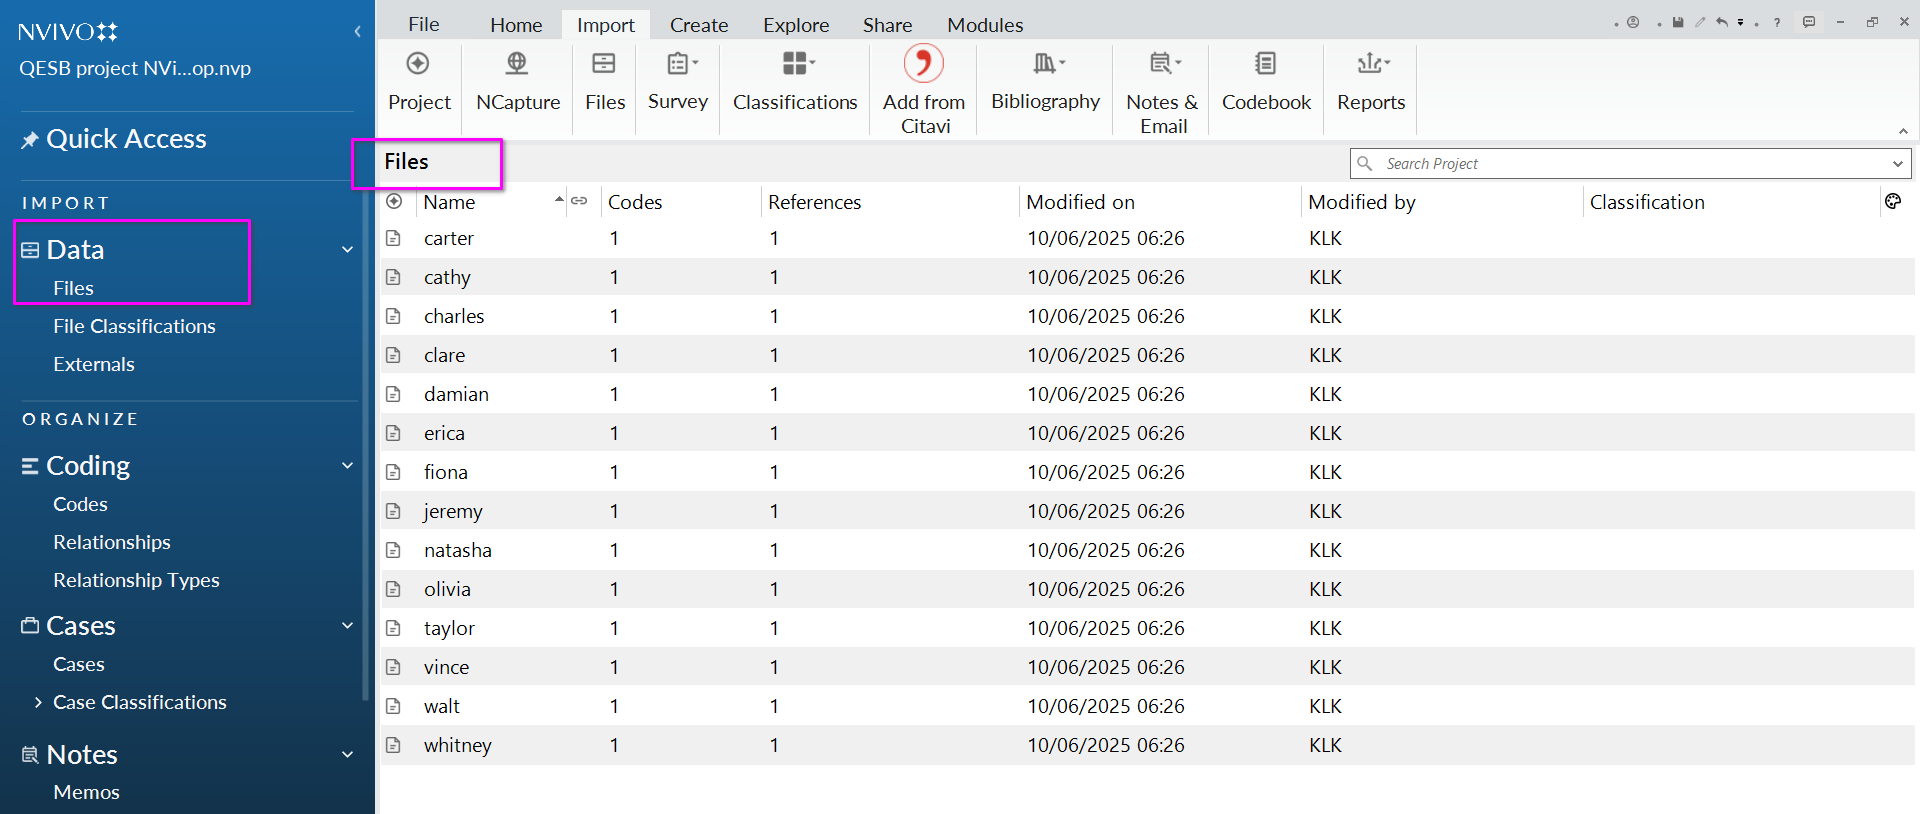 NVIVO
QESB project NVi...op.nvp
Quick Access
IMPORT
Data
Files
File Classifications
Externals
ORGANIZE
Coding
Codes
Relationships
Relationship Types
Cases
Cases
Case Classifications
Notes
Memos
File Home Import Create Explore Share Modules
Project NCapture Files Survey Classifications Add from Citavi Bibliography Notes & Email Codebook Reports
Files
Search Project
Name Codes References Modified on Modified by Classification
carter 1 1 10/06/2025 06:26 KLK
cathy 1 1 10/06/2025 06:26 KLK
charles 1 1 10/06/2025 06:26 KLK
clare 1 1 10/06/2025 06:26 KLK
damian 1 1 10/06/2025 06:26 KLK
erica 1 1 10/06/2025 06:26 KLK
fiona 1 1 10/06/2025 06:26 KLK
jeremy 1 1 10/06/2025 06:26 KLK
natasha 1 1 10/06/2025 06:26 KLK
olivia 1 1 10/06/2025 06:26 KLK
taylor 1 1 10/06/2025 06:26 KLK
vince 1 1 10/06/2025 06:26 KLK
walt 1 1 10/06/2025 06:26 KLK
whitney 1 1 10/06/2025 06:26 KLK